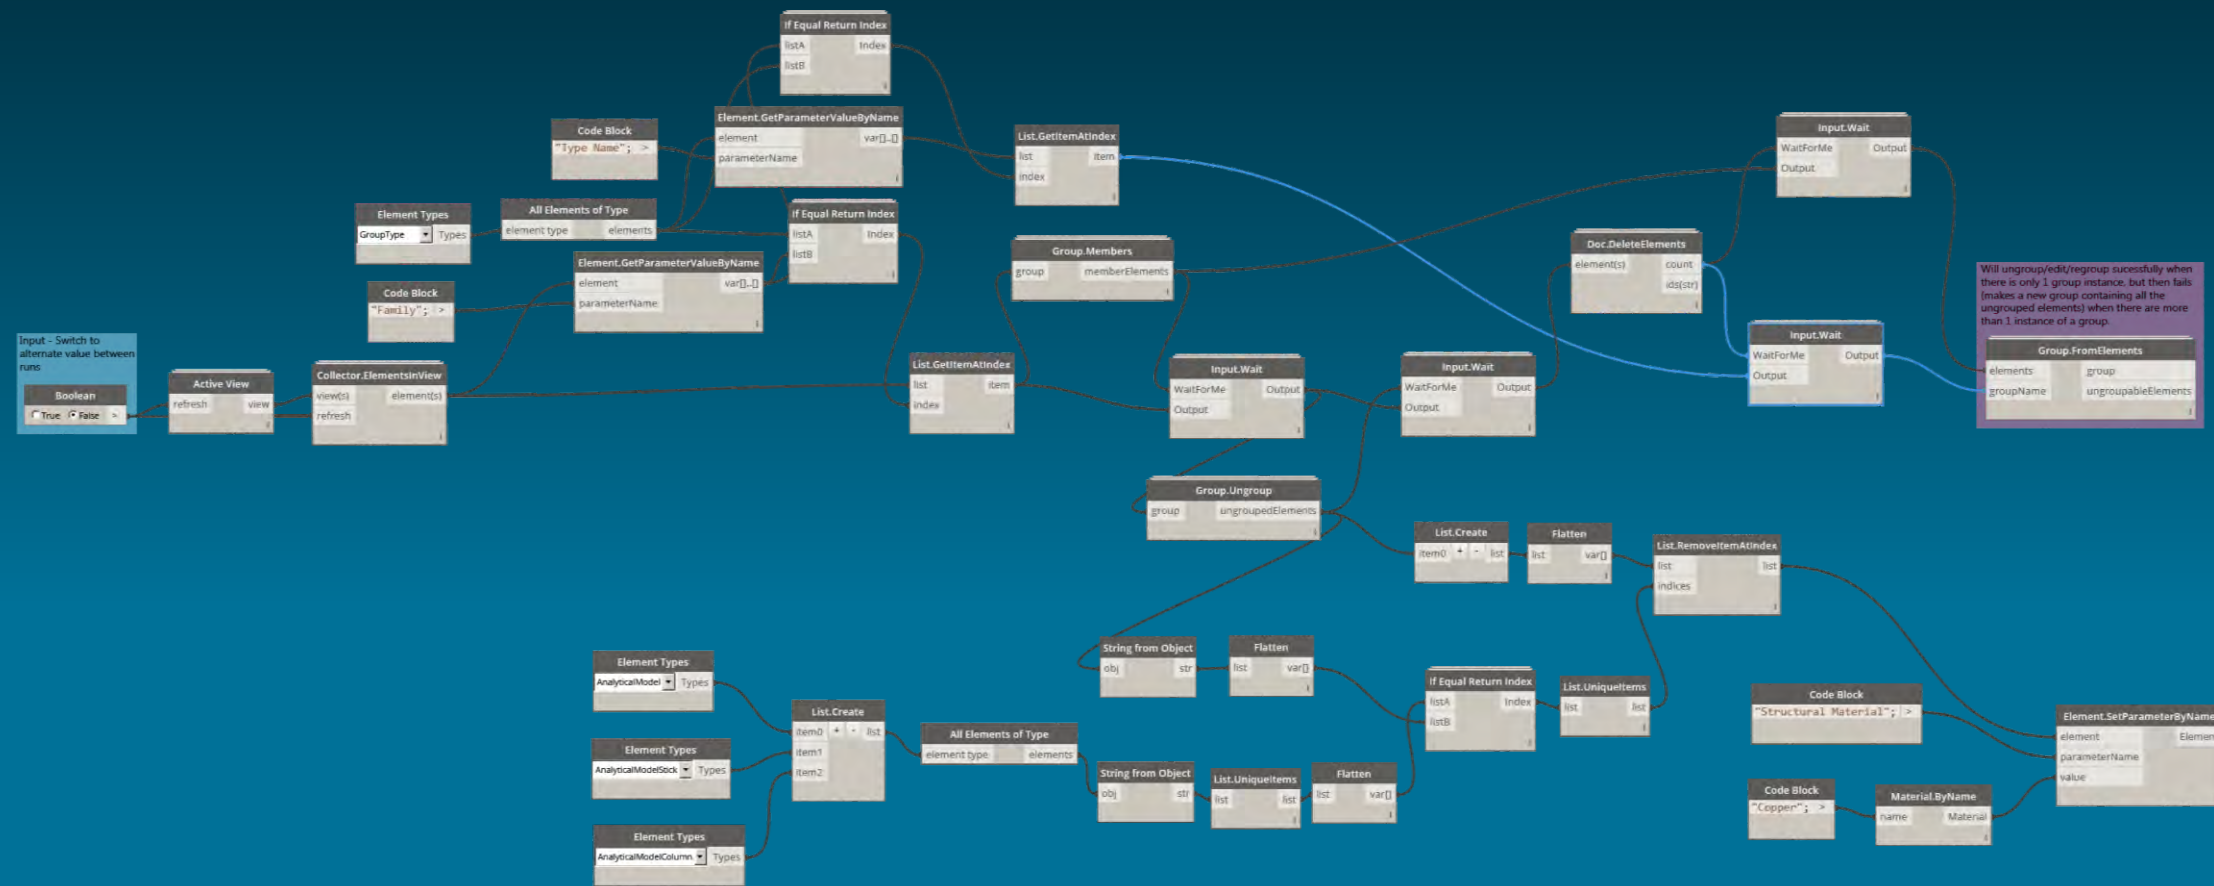 If Equal Return Index
listA Index
listB
Element.GetParameterValueByName
element var[]..[]
parameterName
Code Block
"Type Name"; >
List.GetItemAtIndex
list item
index
Input.Wait
WaitForMe Output
Output
Element Types
GroupType Types
All Elements of Type
element type elements
If Equal Return Index
listA Index
listB
Group.Members
group memberElements
Doc.DeleteElements
element(s) count
ids(str)
Element.GetParameterValueByName
element var[]..[]
parameterName
Code Block
"Family"; >
Will ungroup/edit/regroup sucessfully when
there is only 1 group instance, but then fails
(makes a new group containing all the
ungrouped elements) when there are more
than 1 instance of a group.
Input - Switch to
alternate value between
runs
Boolean
True False >
Active View
refresh view
Collector.ElementsInView
view(s) element(s)
refresh
List.GetItemAtIndex
list item
index
Input.Wait
WaitForMe Output
Output
Input.Wait
WaitForMe Output
Output
Input.Wait
WaitForMe Output
Output
Group.FromElements
elements group
groupName ungroupableElements
Group.Ungroup
group ungroupedElements
List.Create
item0 + - list
Flatten
list var[]
List.RemoveItemAtIndex
list list
indices
Element Types
AnalyticalModel Types
Element Types
AnalyticalModelStick Types
Element Types
AnalyticalModelColumn Types
List.Create
item0 + - list
item1
item2
All Elements of Type
element type elements
String from Object
obj str
Flatten
list var[]
String from Object
obj str
List.UniqueItems
list list
Flatten
list var[]
If Equal Return Index
listA Index
listB
List.UniqueItems
list list
Code Block
"Structural Material"; >
Code Block
"Copper"; >
Material.ByName
name Material
Element.SetParameterByName
element Elemen
parameterName
value